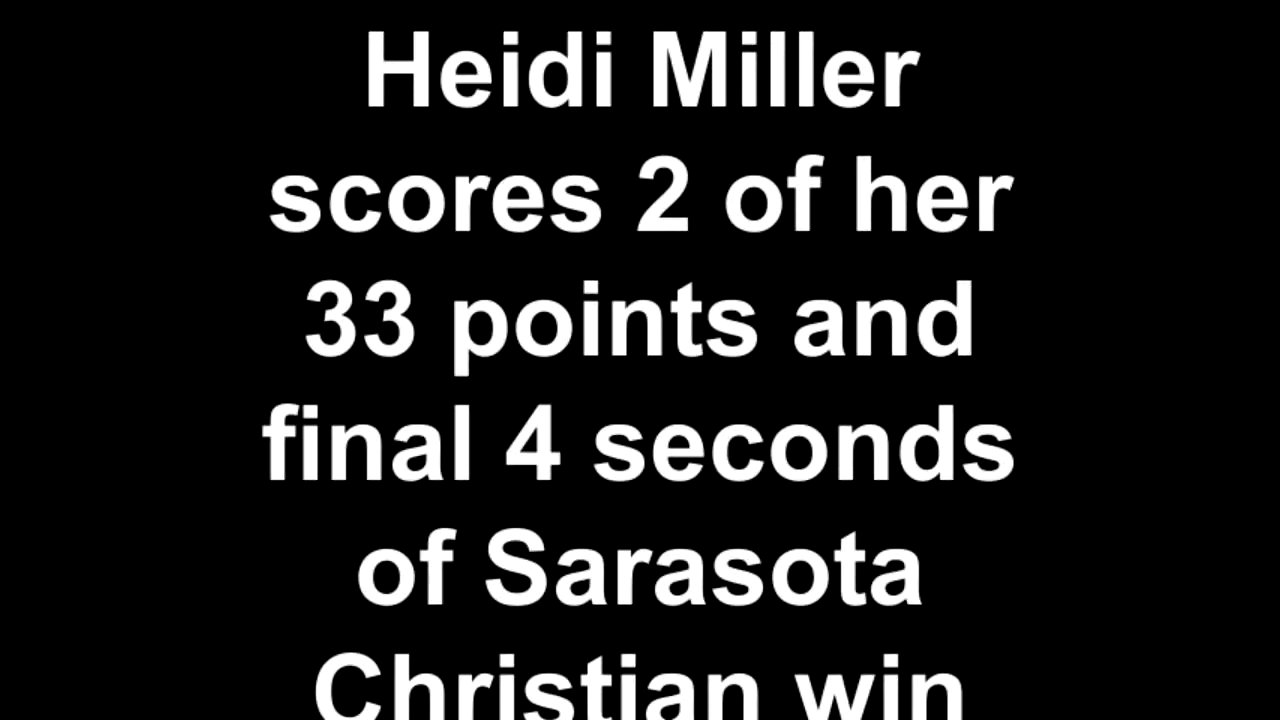 Heidi Miller
scores 2 of her
33 points and
final 4 seconds
of Sarasota
Christian win